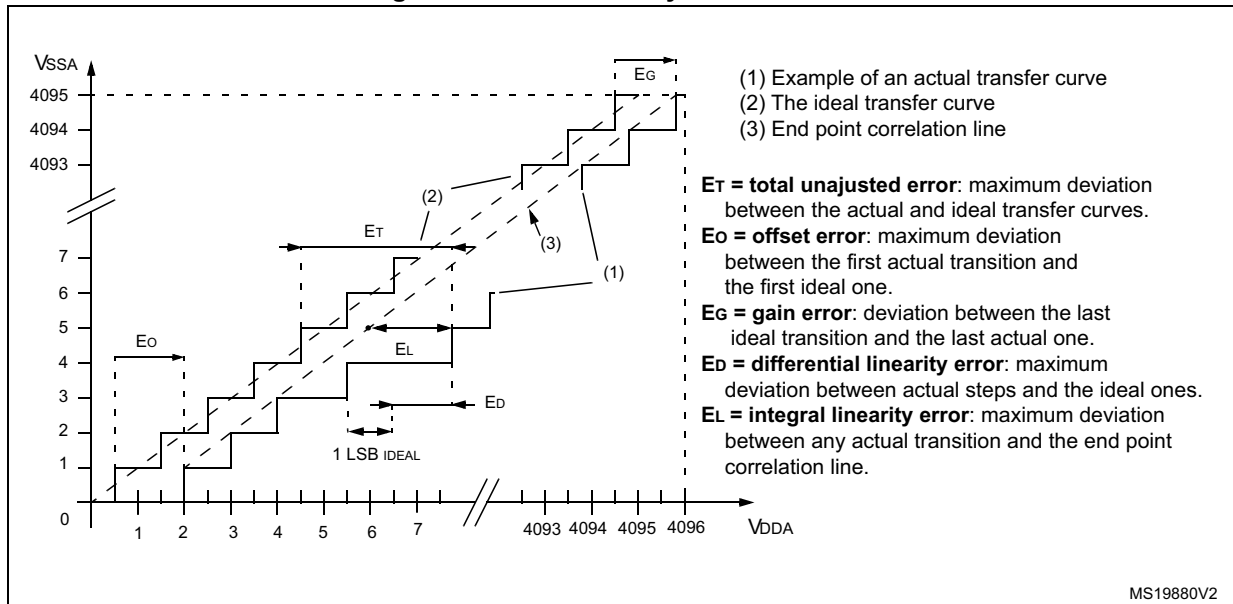 VSSA
4095
4094
4093
7
6
5
4
3
2
1
0
1 2 3 4 5 6 7 4093 4094 4095 4096
VDDA
EG
(2)
ET
(3)
(1)
EO
EL
ED
1 LSB IDEAL
(1) Example of an actual transfer curve
(2) The ideal transfer curve
(3) End point correlation line
ET = total unajusted error: maximum deviation
between the actual and ideal transfer curves.
EO = offset error: maximum deviation
between the first actual transition and
the first ideal one.
EG = gain error: deviation between the last
ideal transition and the last actual one.
ED = differential linearity error: maximum
deviation between actual steps and the ideal ones.
EL = integral linearity error: maximum deviation
between any actual transition and the end point
correlation line.
MS19880V2